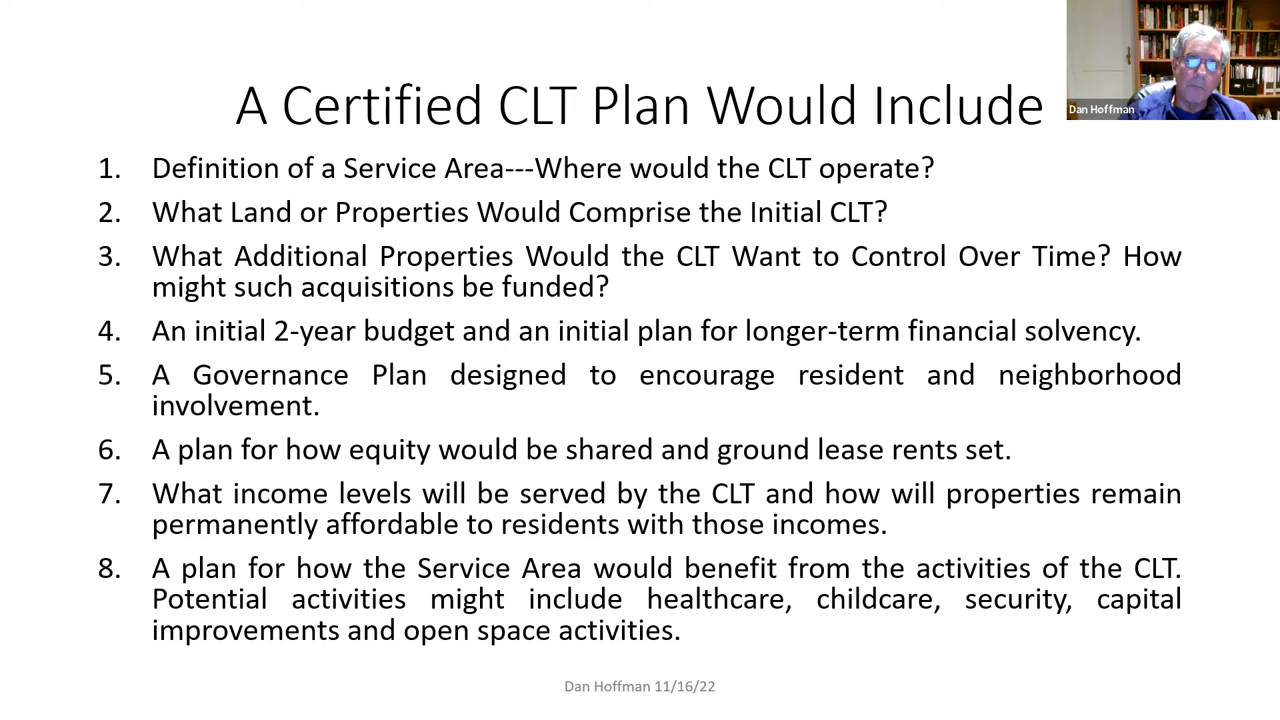 A Certified CLT Plan Would Include
Dan Hoffman
1. Definition of a Service Area---Where would the CLT operate?
2. What Land or Properties Would Comprise the Initial CLT?
3. What Additional Properties Would the CLT Want to Control Over Time? How
might such acquisitions be funded?
4. An initial 2-year budget and an initial plan for longer-term financial solvency.
5. A Governance Plan designed to encourage resident and neighborhood
involvement.
6. A plan for how equity would be shared and ground lease rents set.
7. What income levels will be served by the CLT and how will properties remain
permanently affordable to residents with those incomes.
8. A plan for how the Service Area would benefit from the activities of the CLT.
Potential activities might include healthcare, childcare, security, capital
improvements and open space activities.
Dan Hoffman 11/16/22